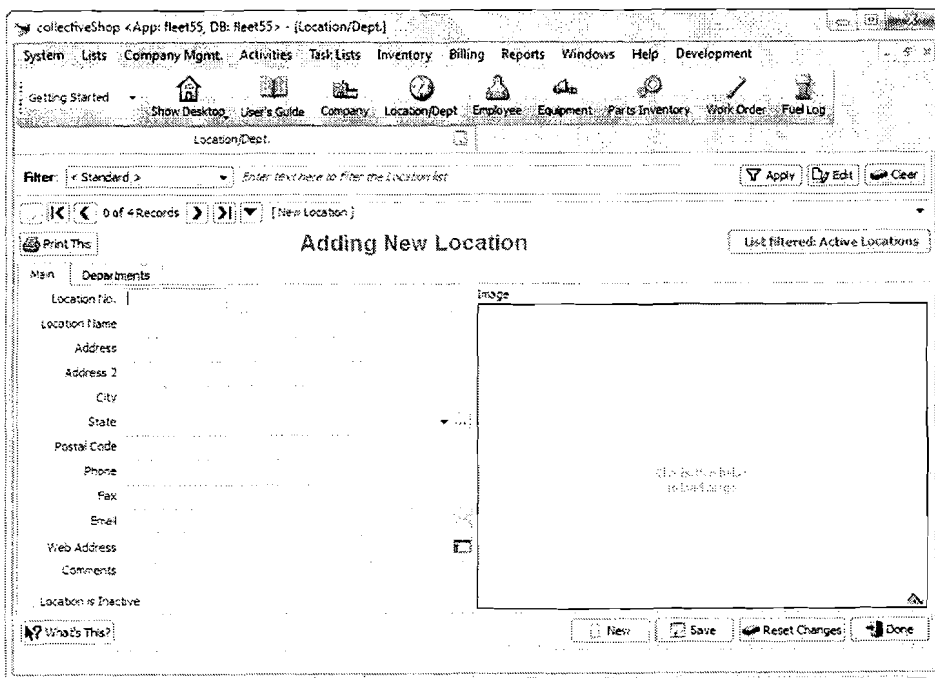 collectiveShop <App: fleet55, DB: fleet55> - [Location/Dept.]
System Lists Company Mgmt. Activities Task Lists Inventory Billing Reports Windows Help Development
Getting Started Show Desktop User's Guide Company Location/Dept Employee Equipment Parts Inventory Work Order Fuel Log
Location/Dept.
Filter: < Standard > Enter text here to filter the Location list Apply Edit Clear
0 of 4 Records [New Location]
Print This Adding New Location List filtered: Active Locations
Main Departments
Location No. Image
Location Name
Address
Address 2
City
State
Postal Code
Phone
Fax
Email
Web Address
Comments
Location is Inactive
What's This? New Save Reset Changes Done